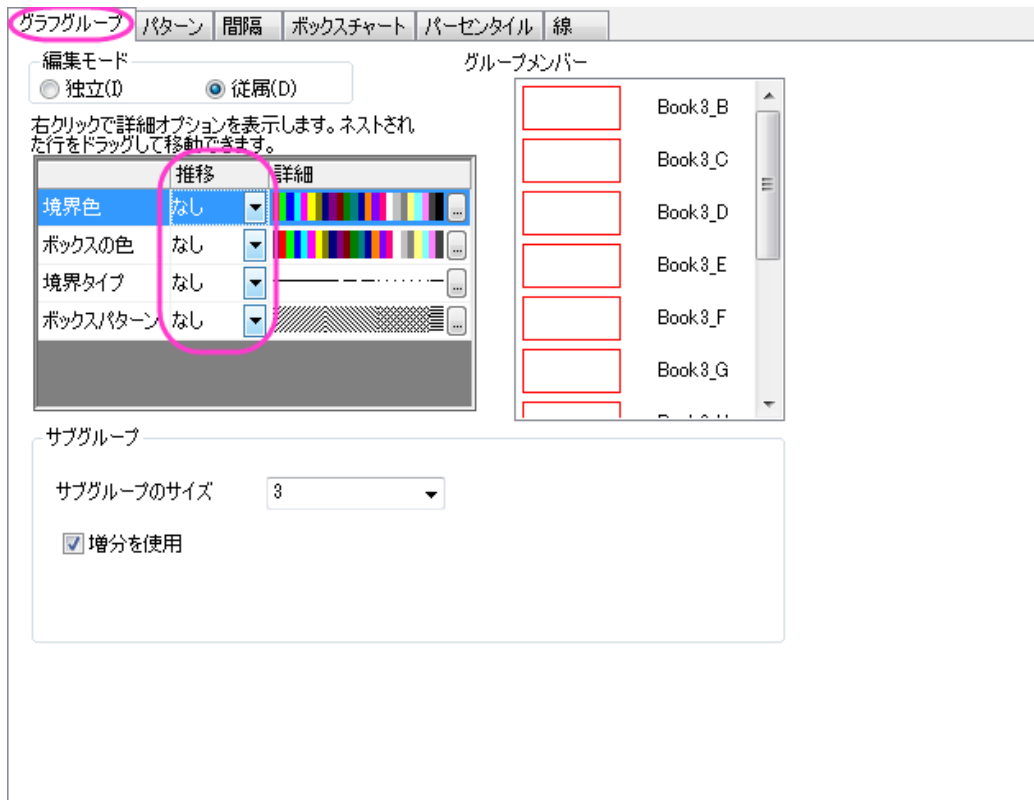 グラフグループ パターン 間隔 ボックスチャート パーセンタイル 線
編集モード
独立(I) 従属(D)
右クリックで詳細オプションを表示します。ネストされ
た行をドラッグして移動できます。
推移 詳細
境界色 なし ...
ボックスの色 なし ...
境界タイプ なし ...
ボックスパターン なし ...
グループメンバー
Book3_B
Book3_C
Book3_D
Book3_E
Book3_F
Book3_G
サブグループ
サブグループのサイズ 3
増分を使用